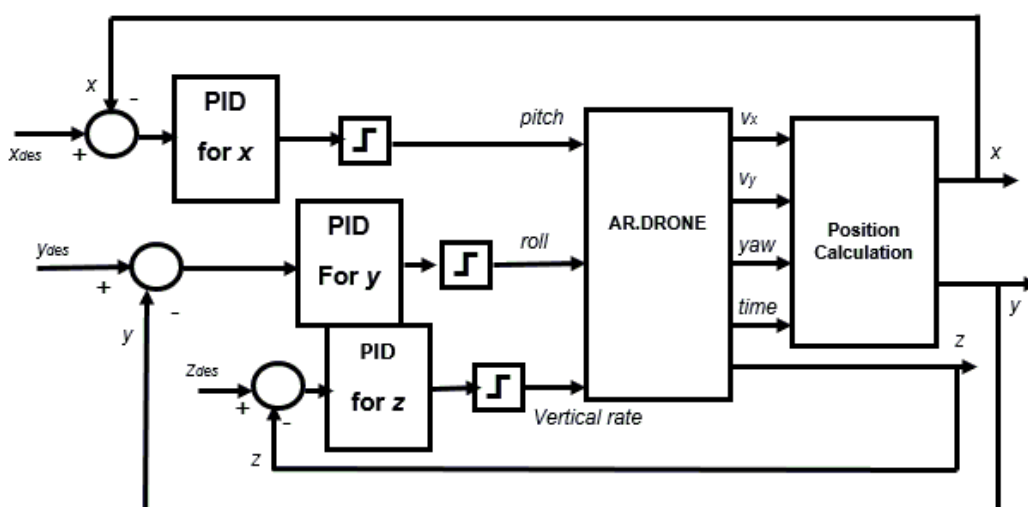 x
-
PID
for x
pitch
vx
x
xdes
+
vy
AR.DRONE
Position
Calculation
ydes
+
-
PID
For y
roll
yaw
y
y
time
z
zdes
+
-
PID
for z
Vertical rate
z